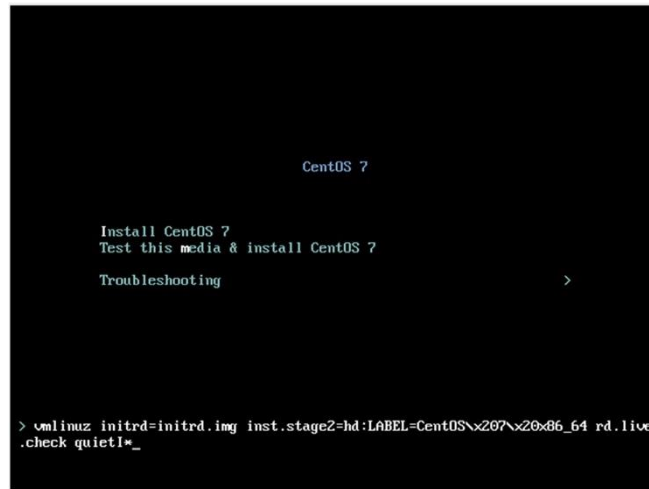 CentOS 7
Install CentOS 7
Test this media & install CentOS 7
Troubleshooting >
> vmlinuz initrd=initrd.img inst.stage2=hd:LABEL=CentOS\x207\x20x86_64 rd.live
.check quietI*_